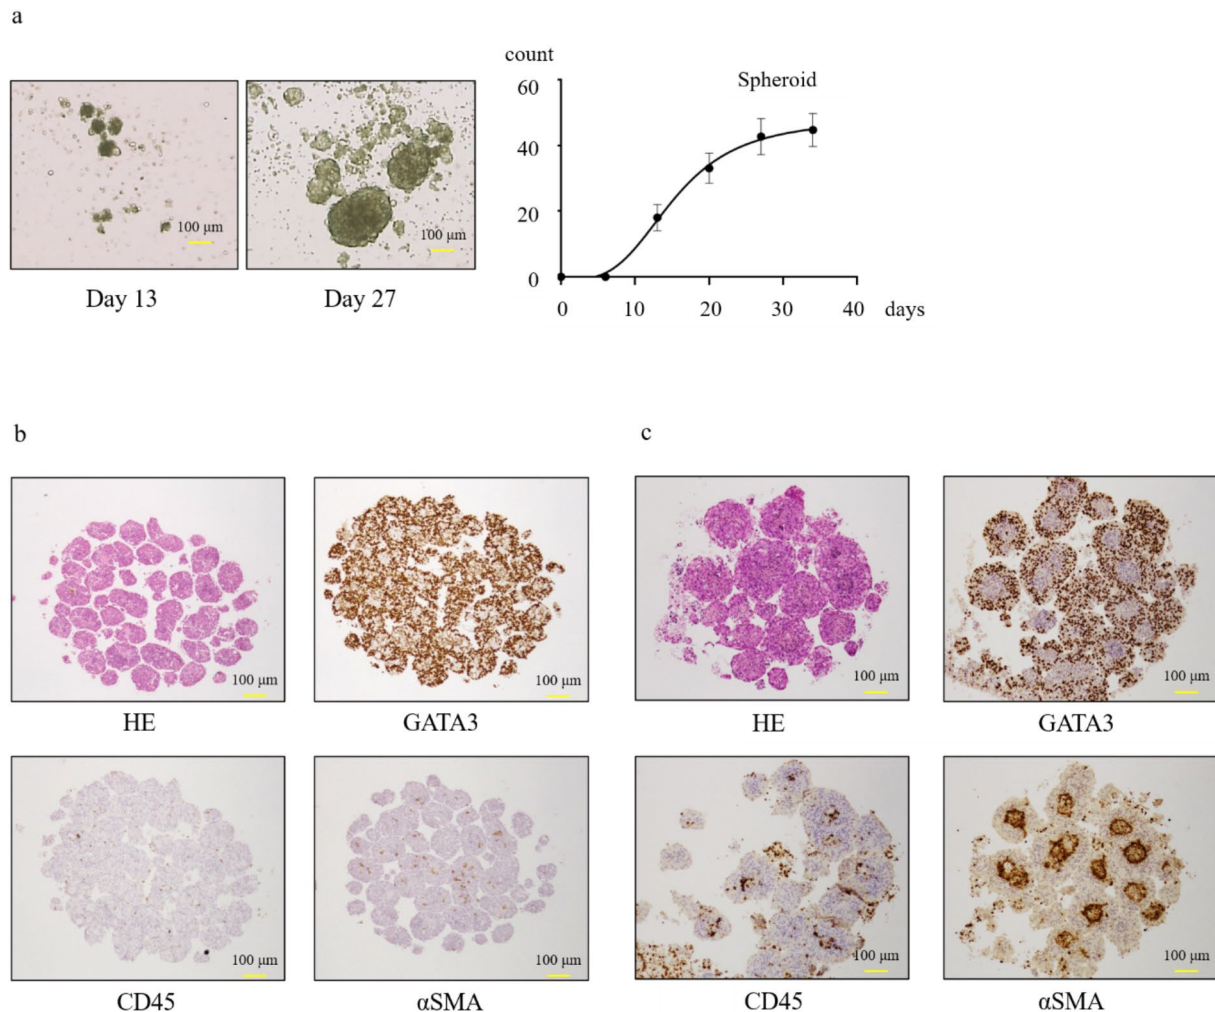 a
count
60
40
20
0
Spheroid
0 10 20 30 40 days
100 μm
100 μm
Day 13
Day 27
b
c
100 μm
100 μm
100 μm
100 μm
HE
GATA3
HE
GATA3
100 μm
100 μm
100 μm
100 μm
CD45
αSMA
CD45
αSMA